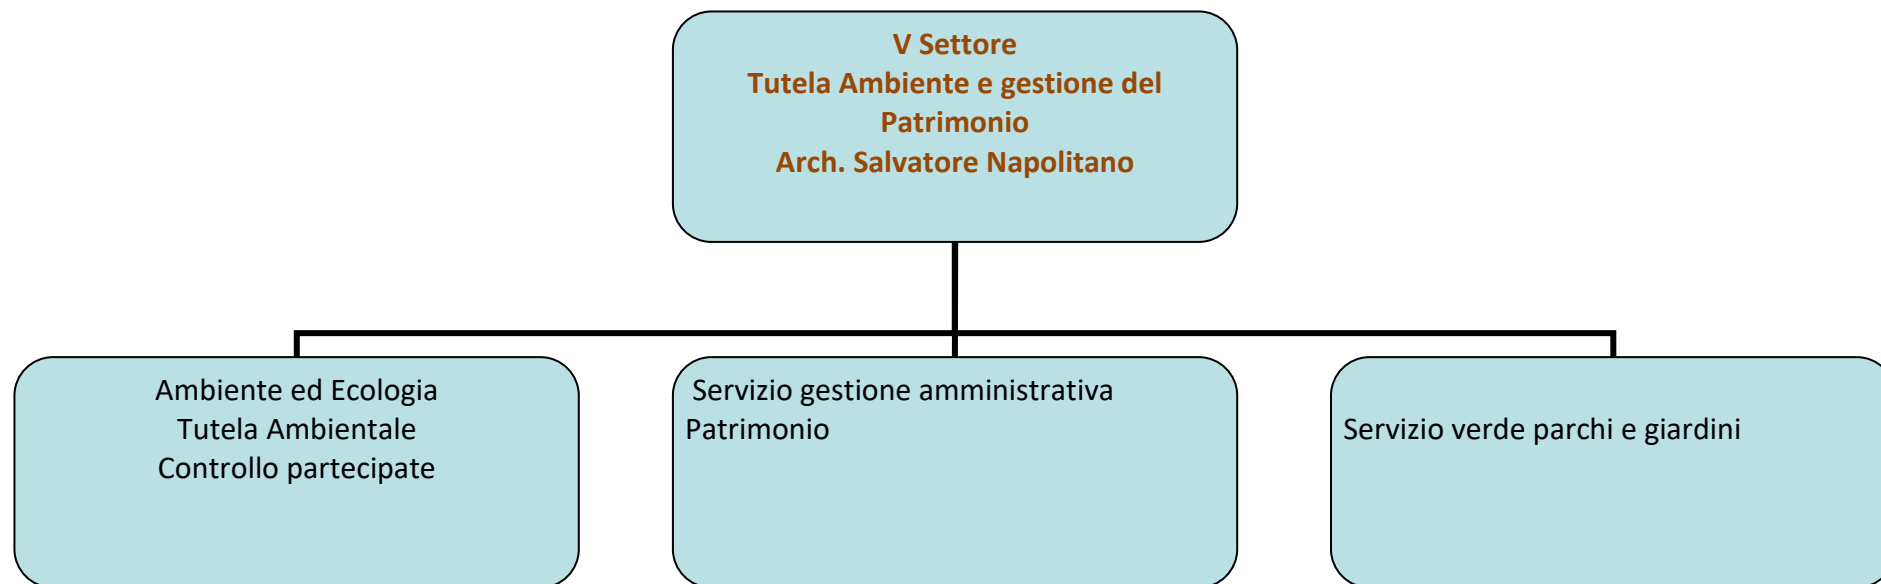 V Settore
Tutela Ambiente e gestione del
Patrimonio
Arch. Salvatore Napolitano
Ambiente ed Ecologia
Tutela Ambientale
Controllo partecipate
Servizio gestione amministrativa
Patrimonio
Servizio verde parchi e giardini